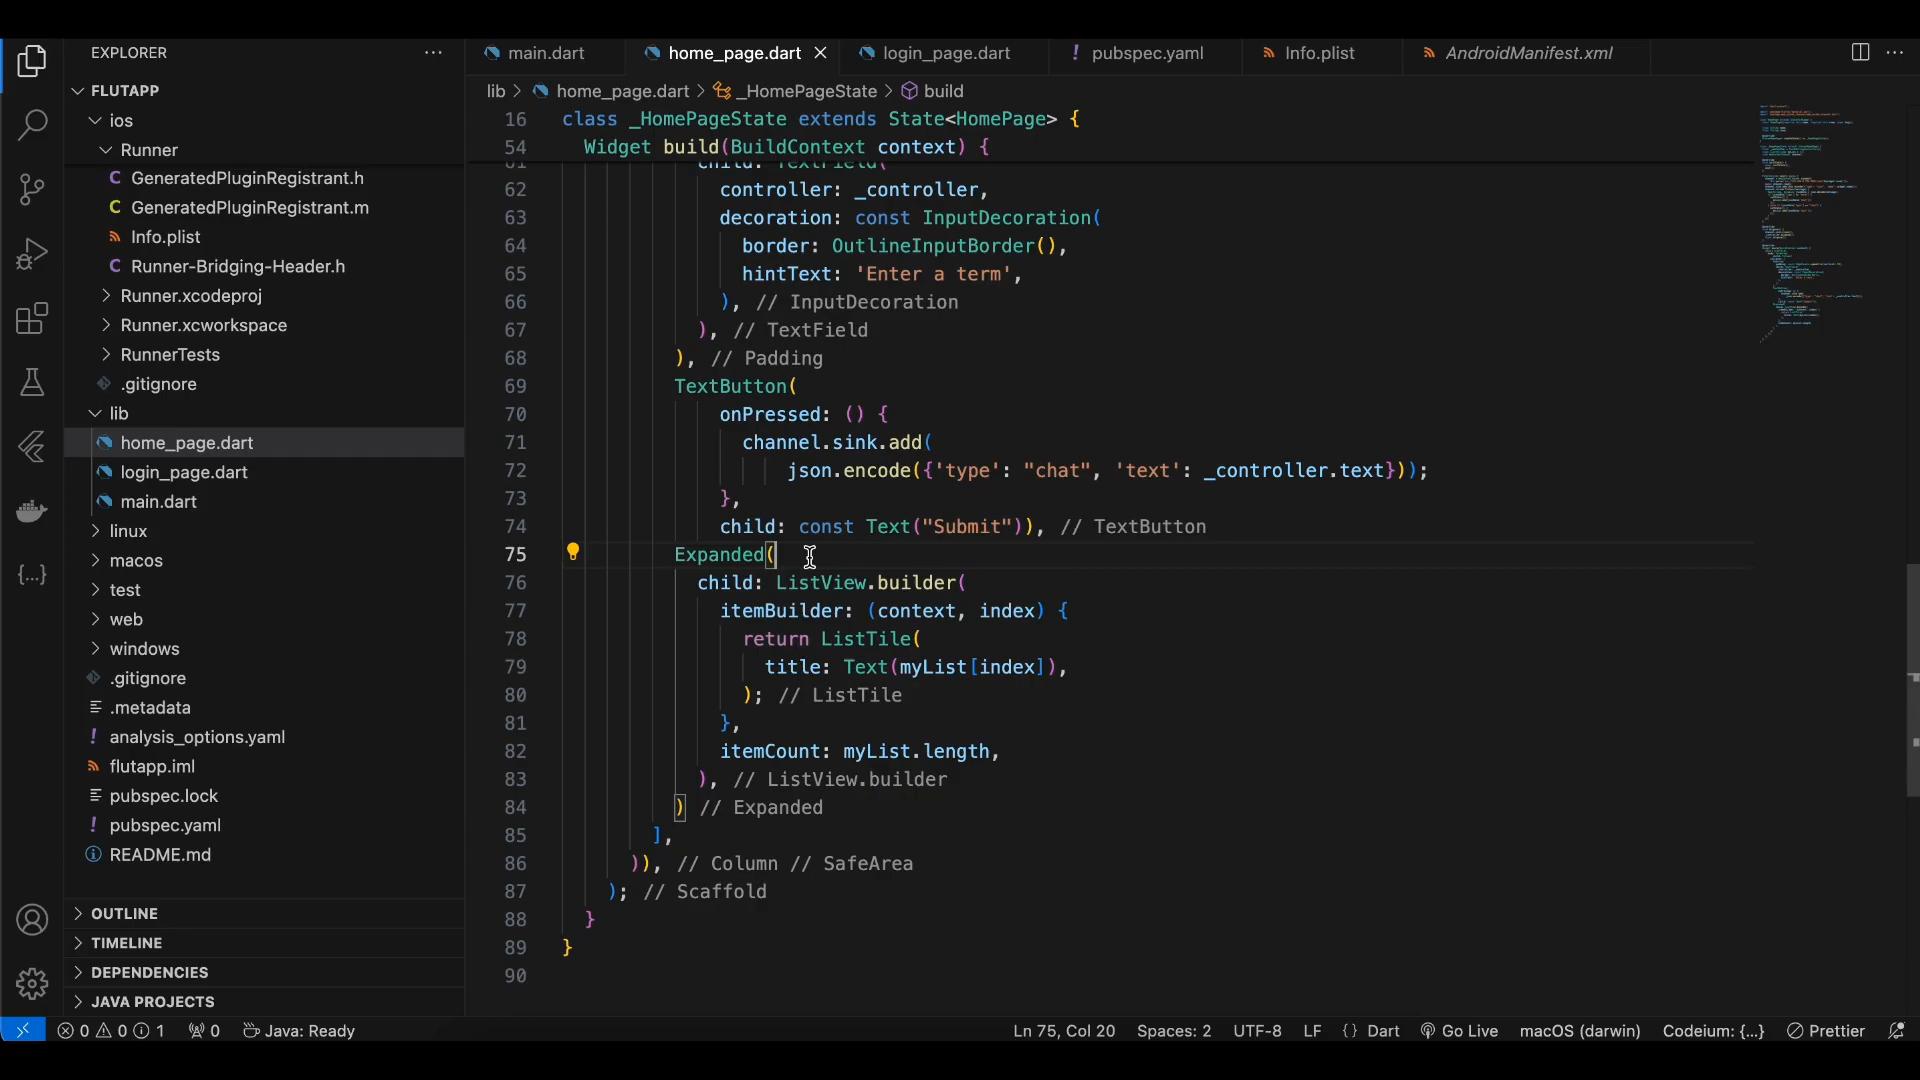 EXPLORER
FLUTAPP
ios
Runner
C GeneratedPluginRegistrant.h
C GeneratedPluginRegistrant.m
Info.plist
C Runner-Bridging-Header.h
Runner.xcodeproj
Runner.xcworkspace
RunnerTests
.gitignore
lib
home_page.dart
login_page.dart
main.dart
linux
macos
test
web
windows
.gitignore
.metadata
! analysis_options.yaml
flutapp.iml
pubspec.lock
! pubspec.yaml
README.md
OUTLINE
TIMELINE
DEPENDENCIES
JAVA PROJECTS
main.dart
home_page.dart
login_page.dart
! pubspec.yaml
Info.plist
AndroidManifest.xml
lib > home_page.dart > _HomePageState > build
16 class _HomePageState extends State<HomePage> {
54 Widget build(BuildContext context) {
61 child: TextField(
62 controller: _controller,
63 decoration: const InputDecoration(
64 border: OutlineInputBorder(),
65 hintText: 'Enter a term',
66 ), // InputDecoration
67 ), // TextField
68 ), // Padding
69 TextButton(
70 onPressed: () {
71 channel.sink.add(
72 json.encode({'type': "chat", 'text': _controller.text}));
73 },
74 child: const Text("Submit")), // TextButton
75 Expanded(
76 child: ListView.builder(
77 itemBuilder: (context, index) {
78 return ListTile(
79 title: Text(myList[index]),
80 ); // ListTile
81 },
82 itemCount: myList.length,
83 ), // ListView.builder
84 ) // Expanded
85 ],
86 )), // Column // SafeArea
87 ); // Scaffold
88 }
89 }
90
0 0 1 0 Java: Ready
Ln 75, Col 20 Spaces: 2 UTF-8 LF {} Dart Go Live macOS (darwin) Codeium: {...} Prettier